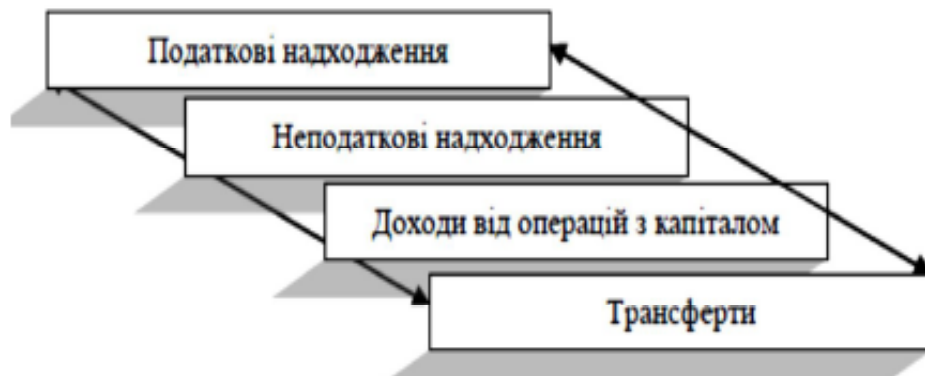 Податкові надходження
Неподаткові надходження
Доходи від операцій з капіталом
Трансферти